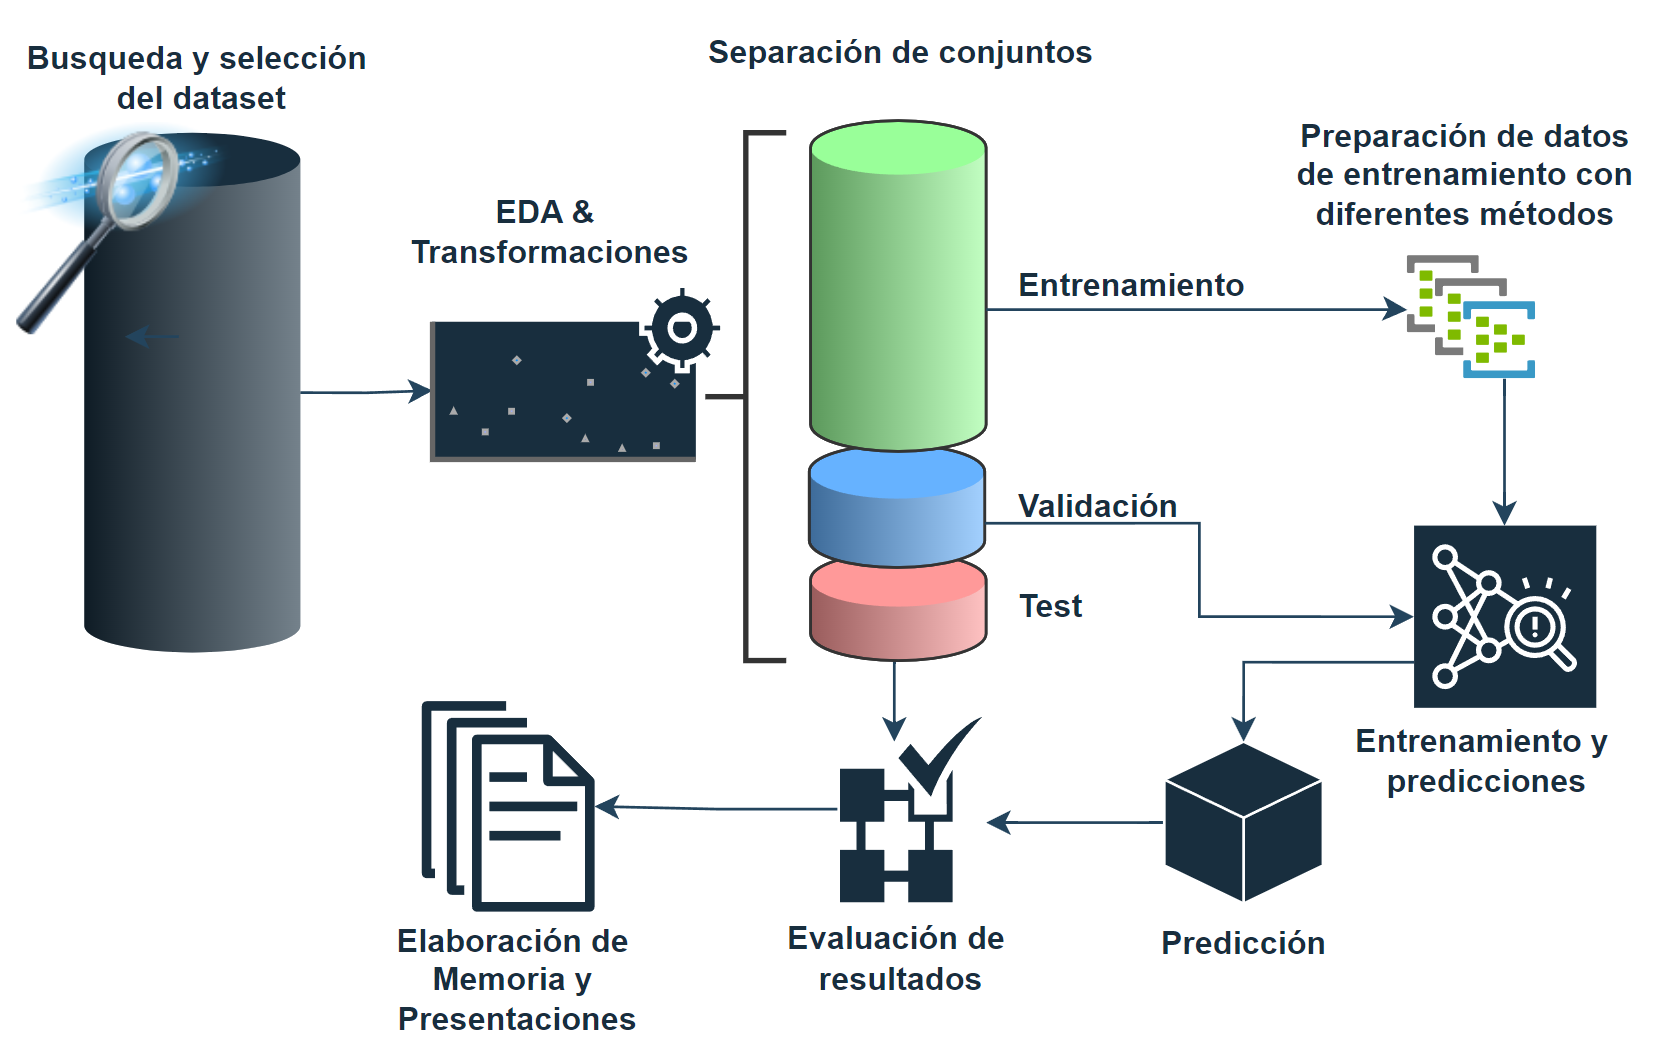 Busqueda y selección
del dataset
EDA &
Transformaciones
Separación de conjuntos
Entrenamiento
Validación
Test
Preparación de datos
de entrenamiento con
diferentes métodos
Entrenamiento y
predicciones
Predicción
Evaluación de
resultados
Elaboración de
Memoria y
Presentaciones